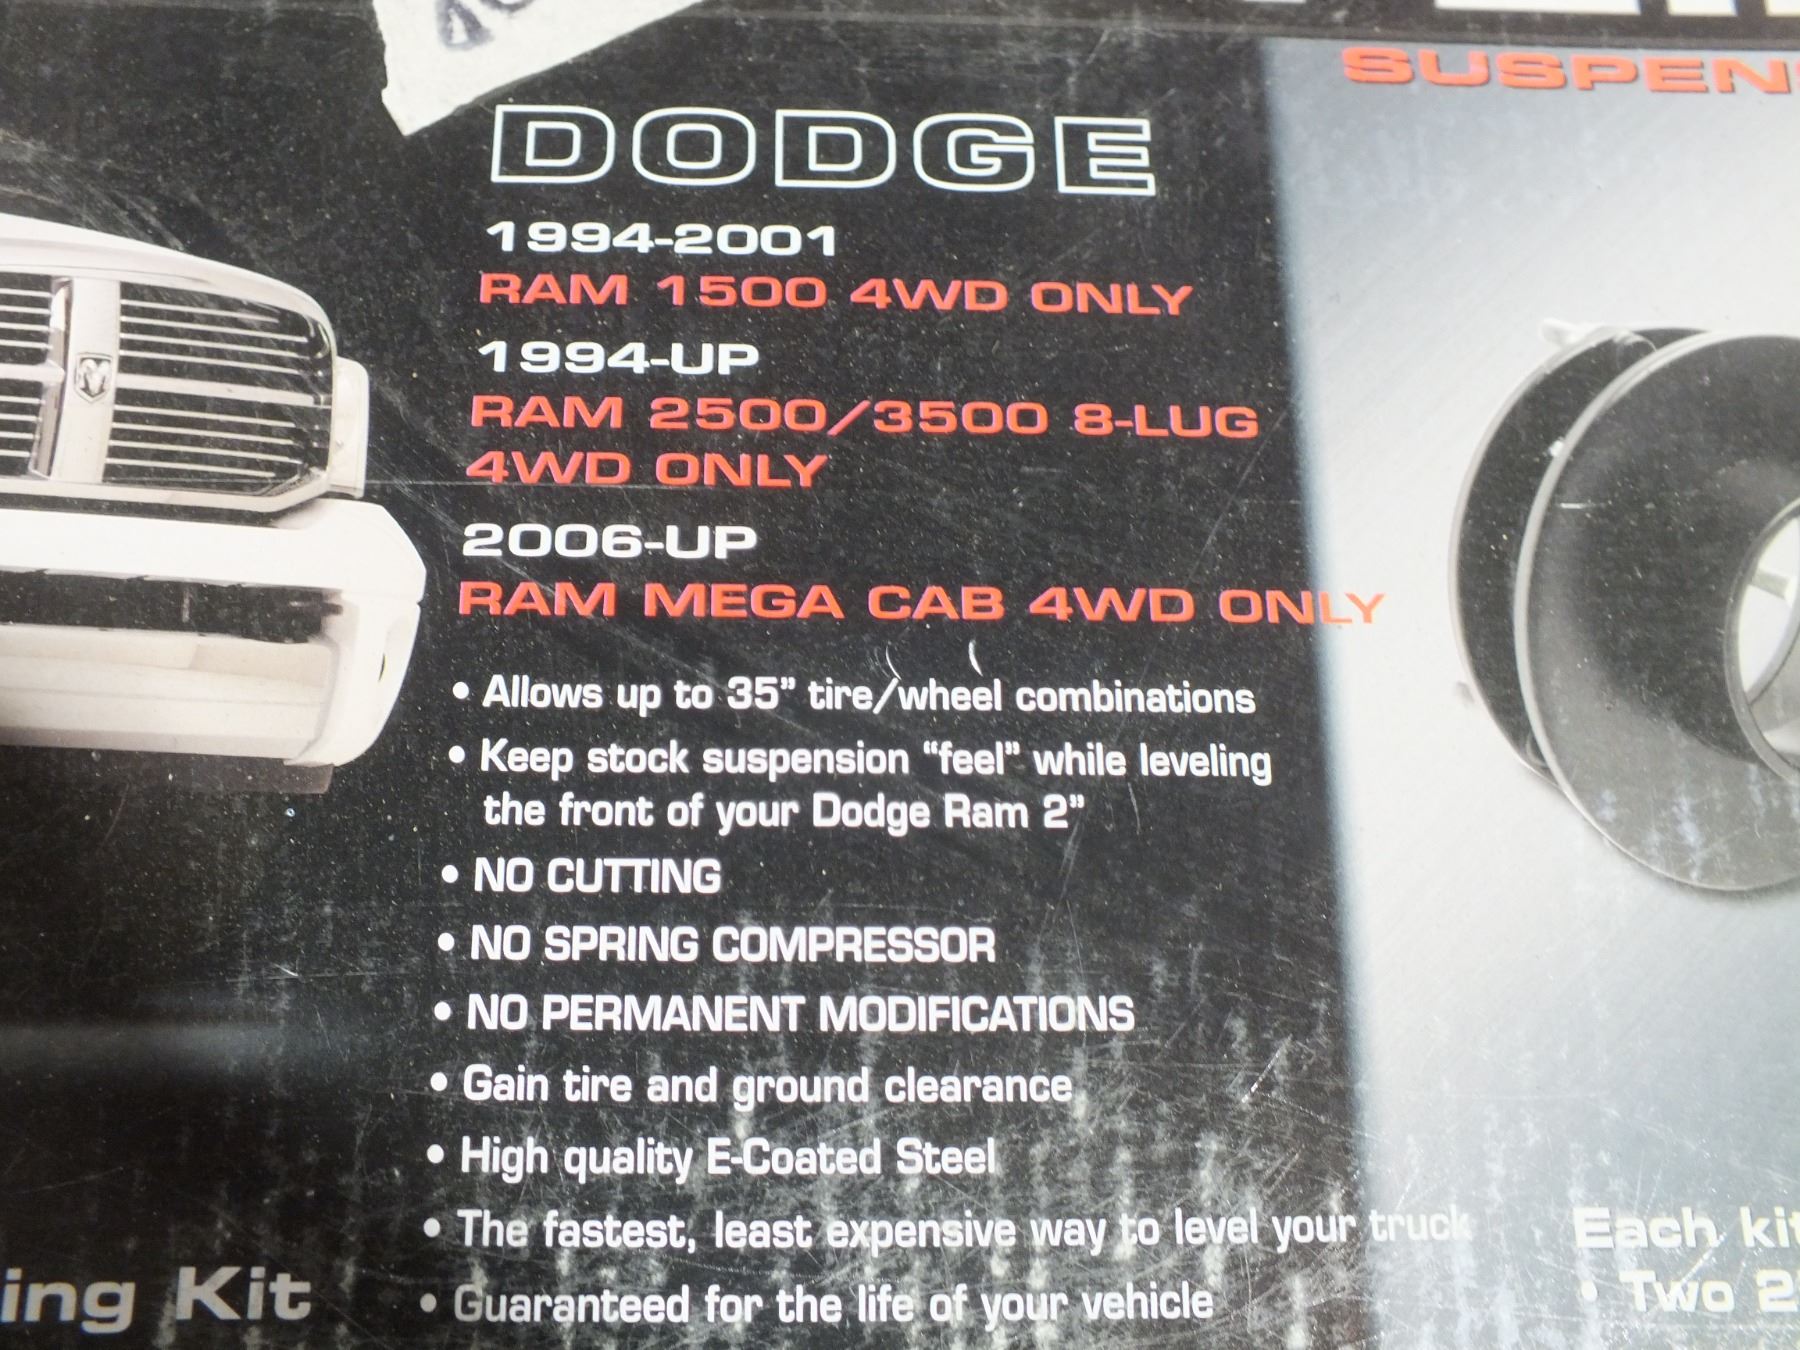 SUSPEN
DODGE
1994-2001
RAM 1500 4WD ONLY
1994-UP
RAM 2500/3500 8-LUG
4WD ONLY
2006-UP
RAM MEGA CAB 4WD ONLY
• Allows up to 35” tire/wheel combinations
• Keep stock suspension “feel” while leveling
the front of your Dodge Ram 2”
• NO CUTTING
• NO SPRING COMPRESSOR
• NO PERMANENT MODIFICATIONS
• Gain tire and ground clearance
• High quality E-Coated Steel
• The fastest, least expensive way to level your truck
• Guaranteed for the life of your vehicle
ing Kit
Each kit
• Two 2